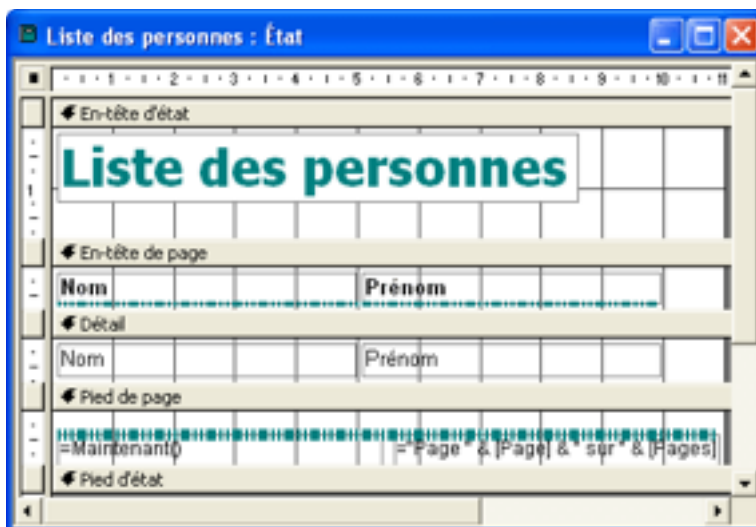 Liste des personnes : État
1 2 3 4 5 6 7 8 9 10 11
En-tête d'état
1
Liste des personnes
En-tête de page
Nom Prénom
Détail
Nom Prénom
Pied de page
=Maintenant() ="Page " & [Page] & " sur " & [Pages]
Pied d'état